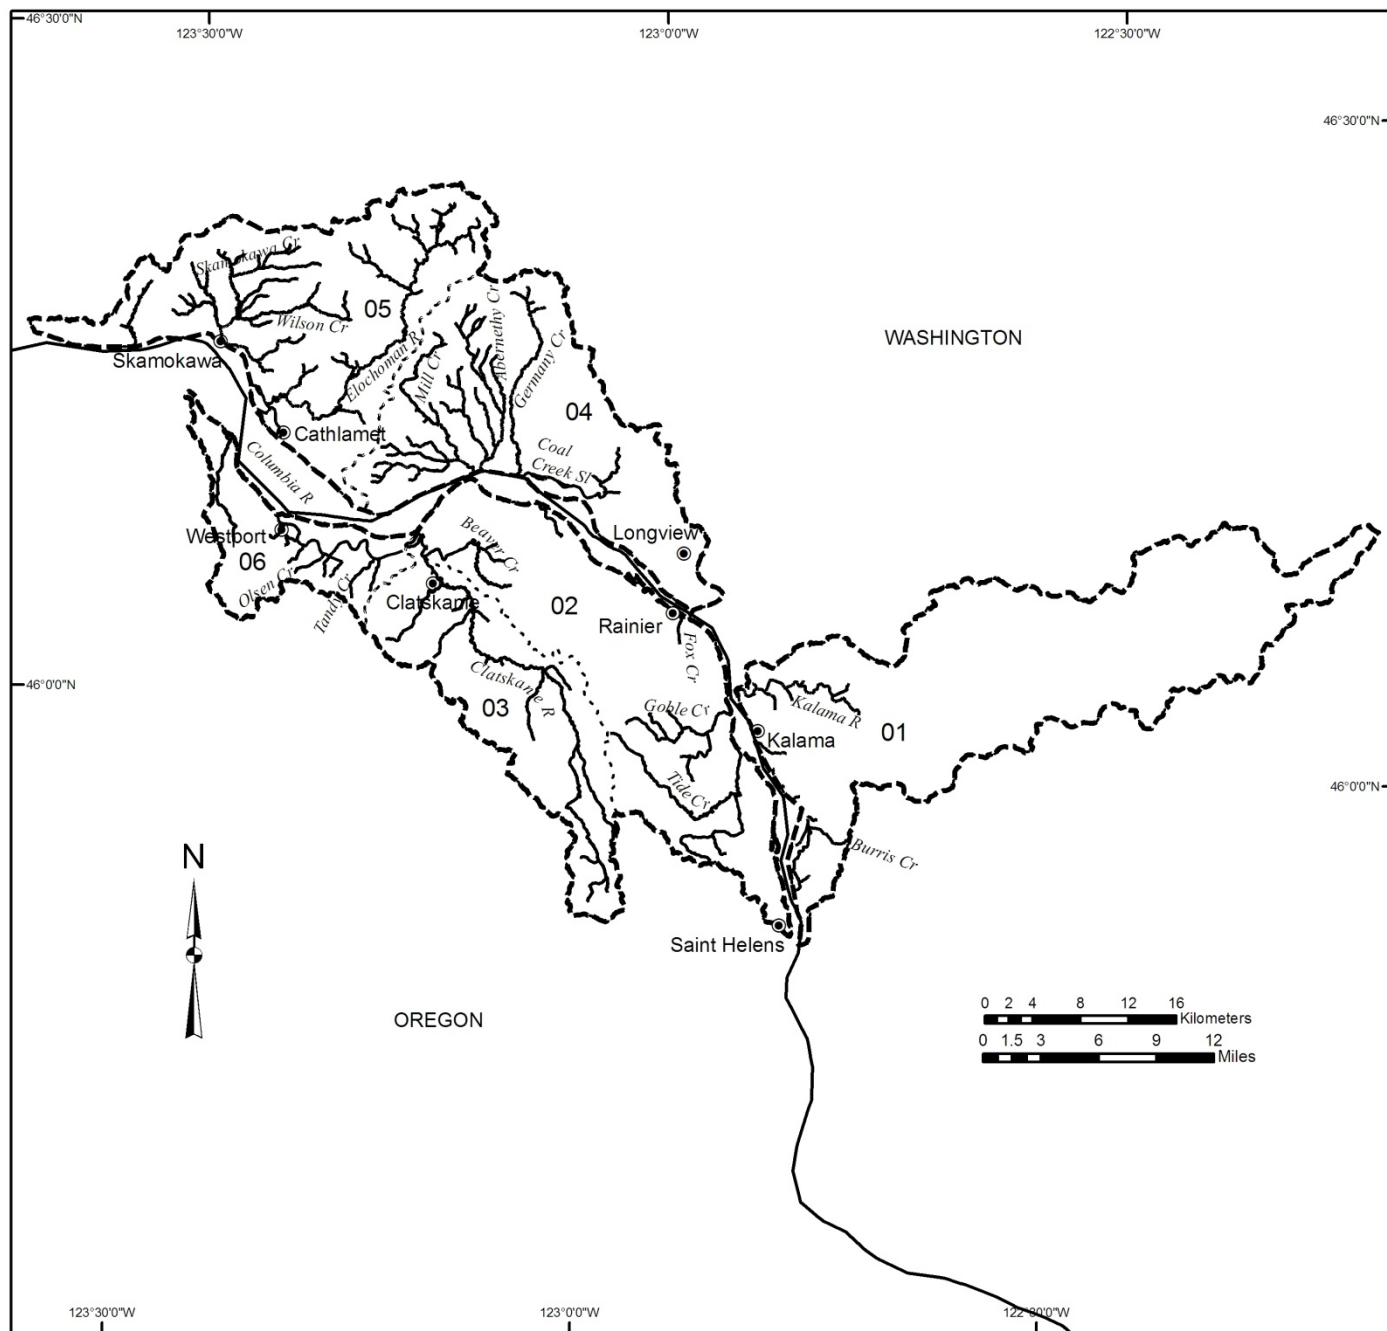 46°30'0"N
123°30'0"W
123°0'0"W
122°30'0"W
46°30'0"N
Skamokawa Cr
05
Wilson Cr
Abernethy Cr
WASHINGTON
Skamokawa
Elochoman R
Mill Cr
Germany Cr
04
Cathlamet
Coal
Creek Sl
Columbia R
Westport
Beaver Cr
Longview
06
Olsen Cr
Tandy Cr
Clatskanie
02
Rainier
Fox Cr
46°0'0"N
Clatskanie R
03
Goble Cr
Kalama R
01
Kalama
Tide Cr
46°0'0"N
Burris Cr
N
Saint Helens
OREGON
0 2 4 8 12 16
Kilometers
0 1.5 3 6 9 12
Miles
123°30'0"W
123°0'0"W
122°30'0"W